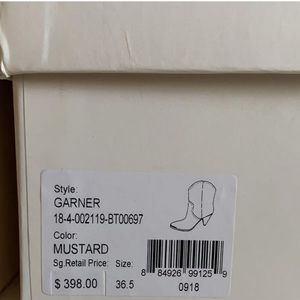 Style:
GARNER
18-4-002119-BT00697
Color:
MUSTARD
Sg.Retail Price: Size:
8 84926 99125 9
$ 398.00 36.5 0918